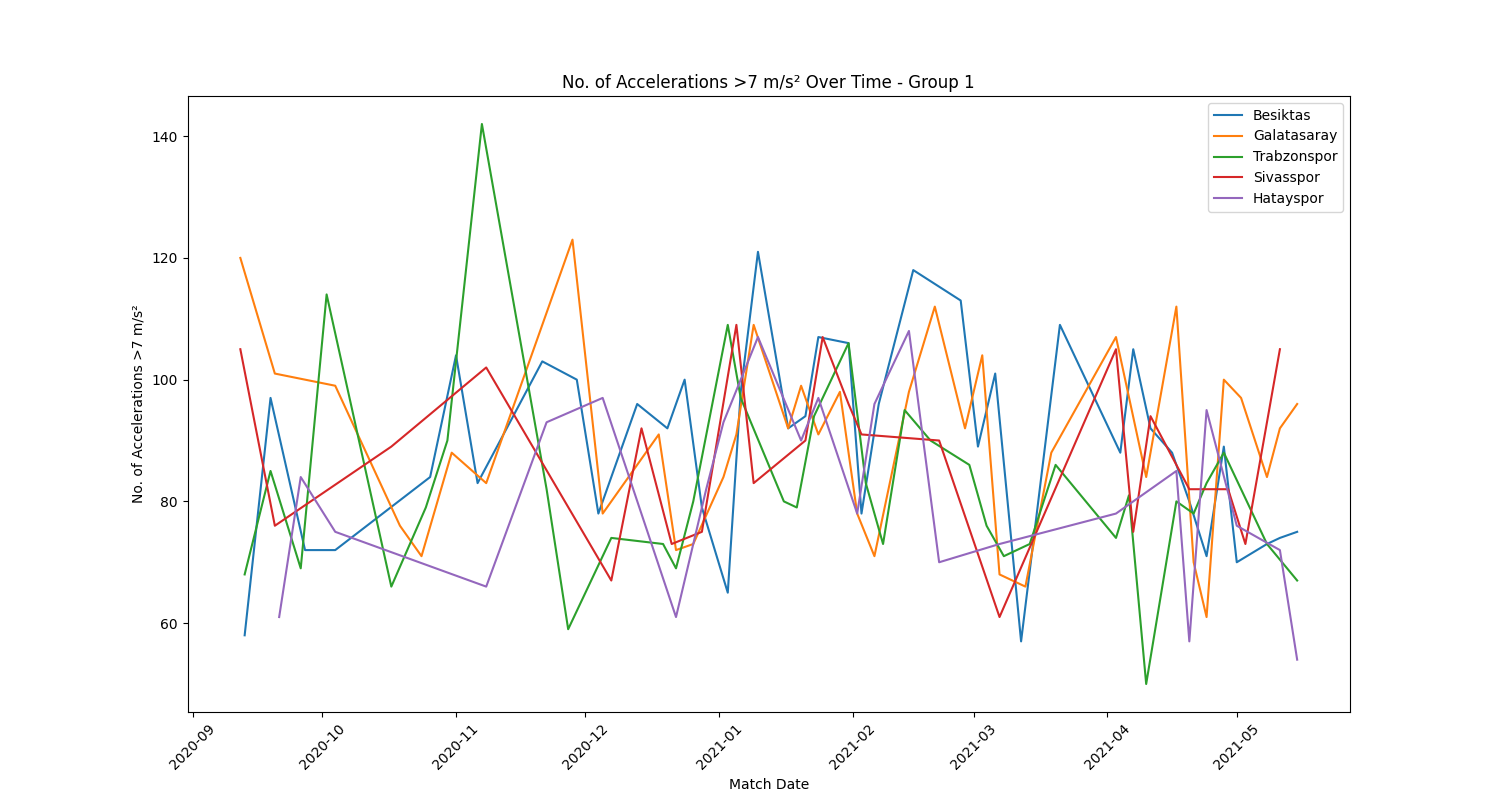 No. of Accelerations >7 m/s² Over Time - Group 1
Besiktas
Galatasaray
Trabzonspor
Sivasspor
Hatayspor
No. of Accelerations >7 m/s²
140
120
100
80
60
2020-09
2020-10
2020-11
2020-12
2021-01
2021-02
2021-03
2021-04
2021-05
Match Date